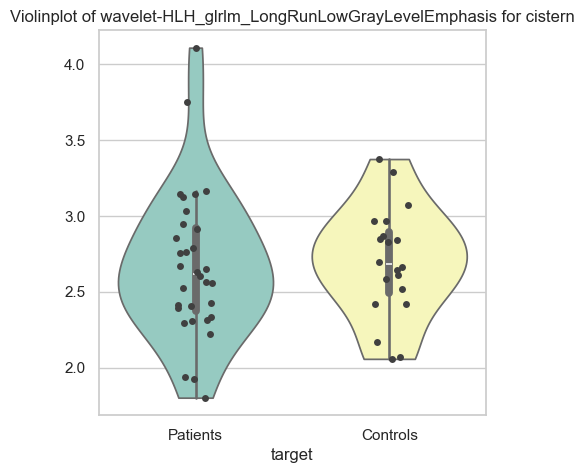 Violinplot of wavelet-HLH_glrlm_LongRunLowGrayLevelEmphasis for cistern
4.0
3.5
3.0
2.5
2.0
Patients
Controls
target